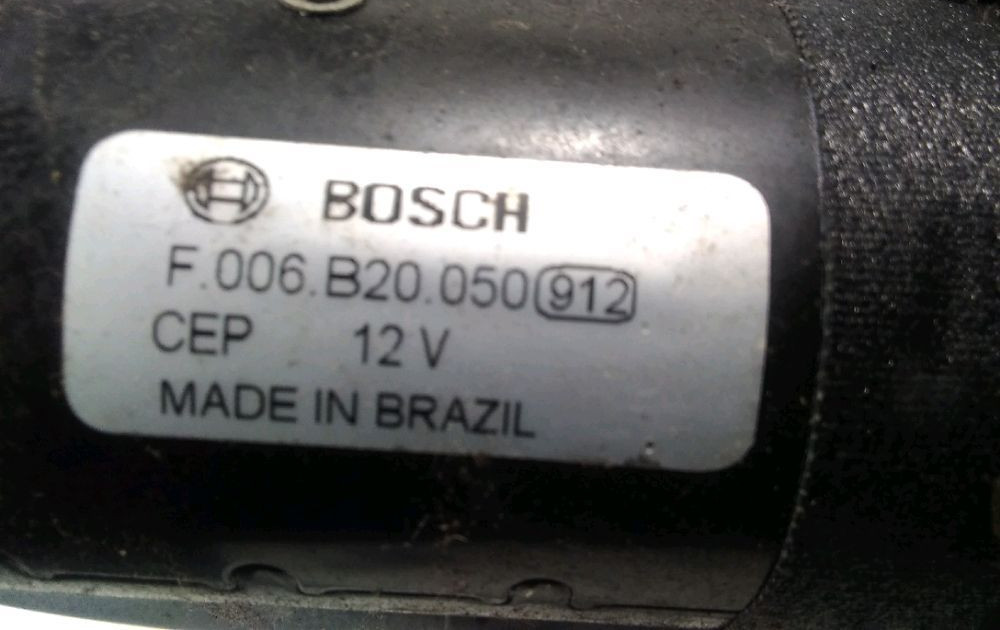 BOSCH
F.006.B20.050 912
CEP 12 V
MADE IN BRAZIL